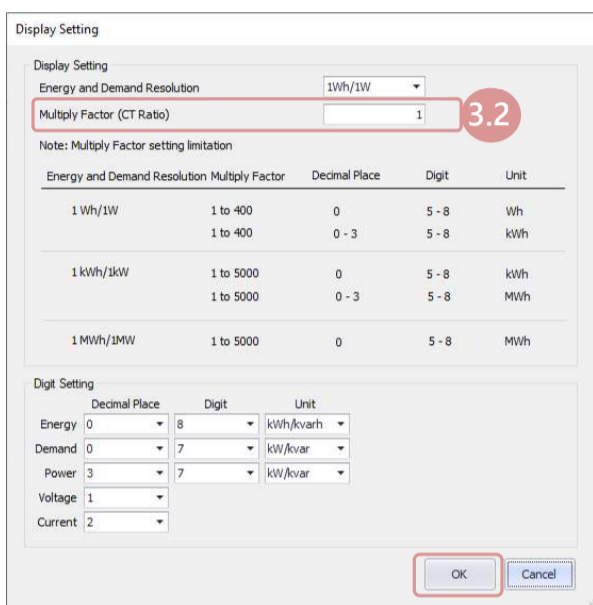 Display Setting
Display Setting
Energy and Demand Resolution 1Wh/1W
Multiply Factor (CT Ratio) 1 3.2
Note: Multiply Factor setting limitation
Energy and Demand Resolution Multiply Factor Decimal Place Digit Unit
1 Wh/1W 1 to 400 0 5 - 8 Wh
1 to 400 0 - 3 5 - 8 kWh
1 kWh/1kW 1 to 5000 0 5 - 8 kWh
1 to 5000 0 - 3 5 - 8 MWh
1 MWh/1MW 1 to 5000 0 5 - 8 MWh
Digit Setting
Decimal Place Digit Unit
Energy 0 8 kWh/kvarh
Demand 0 7 kW/kvar
Power 3 7 kW/kvar
Voltage 1
Current 2
OK Cancel